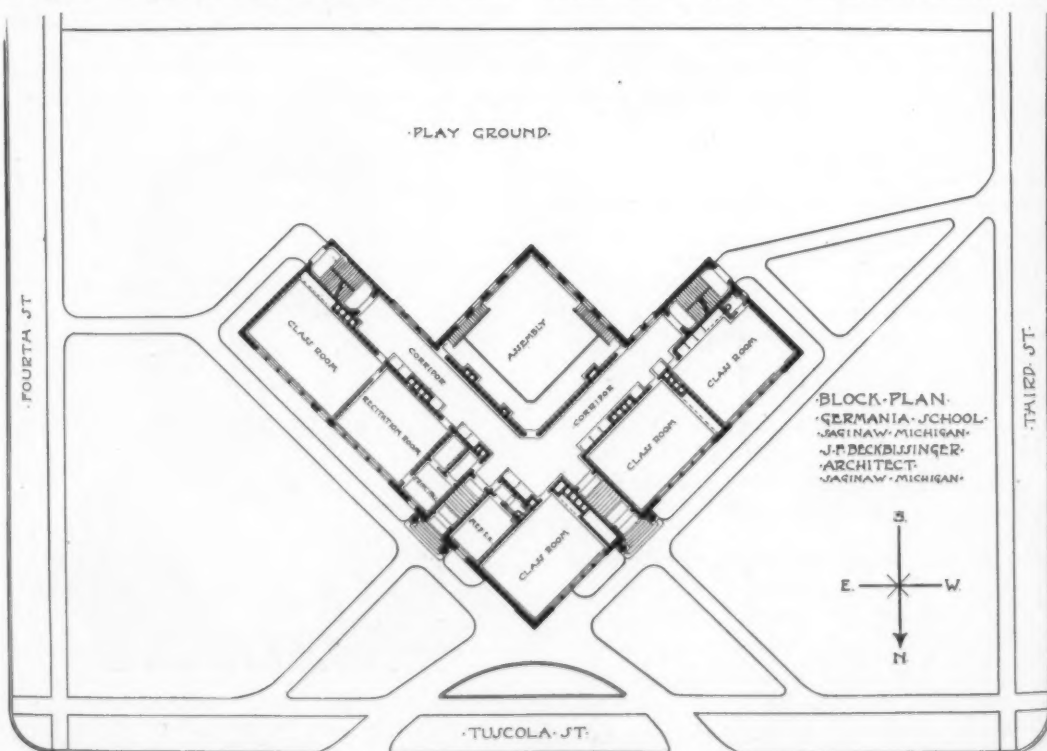 ·PLAY GROUND·
·FOURTH ST
CLASS ROOM
CORRIDOR
ASSEMBLY
CORRIDOR
CLASS ROOM
RECITATION ROOM
CLASS ROOM
CLASS ROOM
·THIRD ST.
·BLOCK·PLAN·
·GERMANIA·SCHOOL·
·SAGINAW·MICHIGAN·
·J·F·BECKBISSINGER·
·ARCHITECT·
·SAGINAW·MICHIGAN·
S.
E. W.
N.
·TUSCOLA·ST·